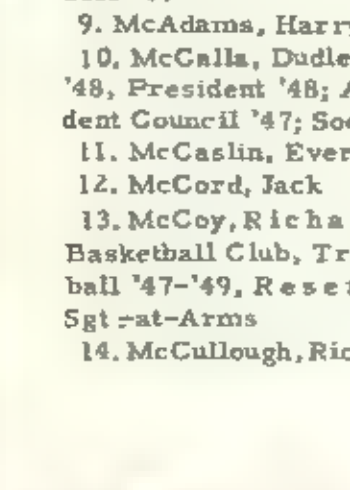 9. McAdams, Harry
10. McCalla, Dudle
'48, President '48; A
dent Council '47; Soc
11. McCaslin, Ever
12. McCord, Jack
13. McCoy, Richa
Basketball Club, Tr
ball '47-'49, Reser
Sgt-at-Arms
14. McCullough, Ric